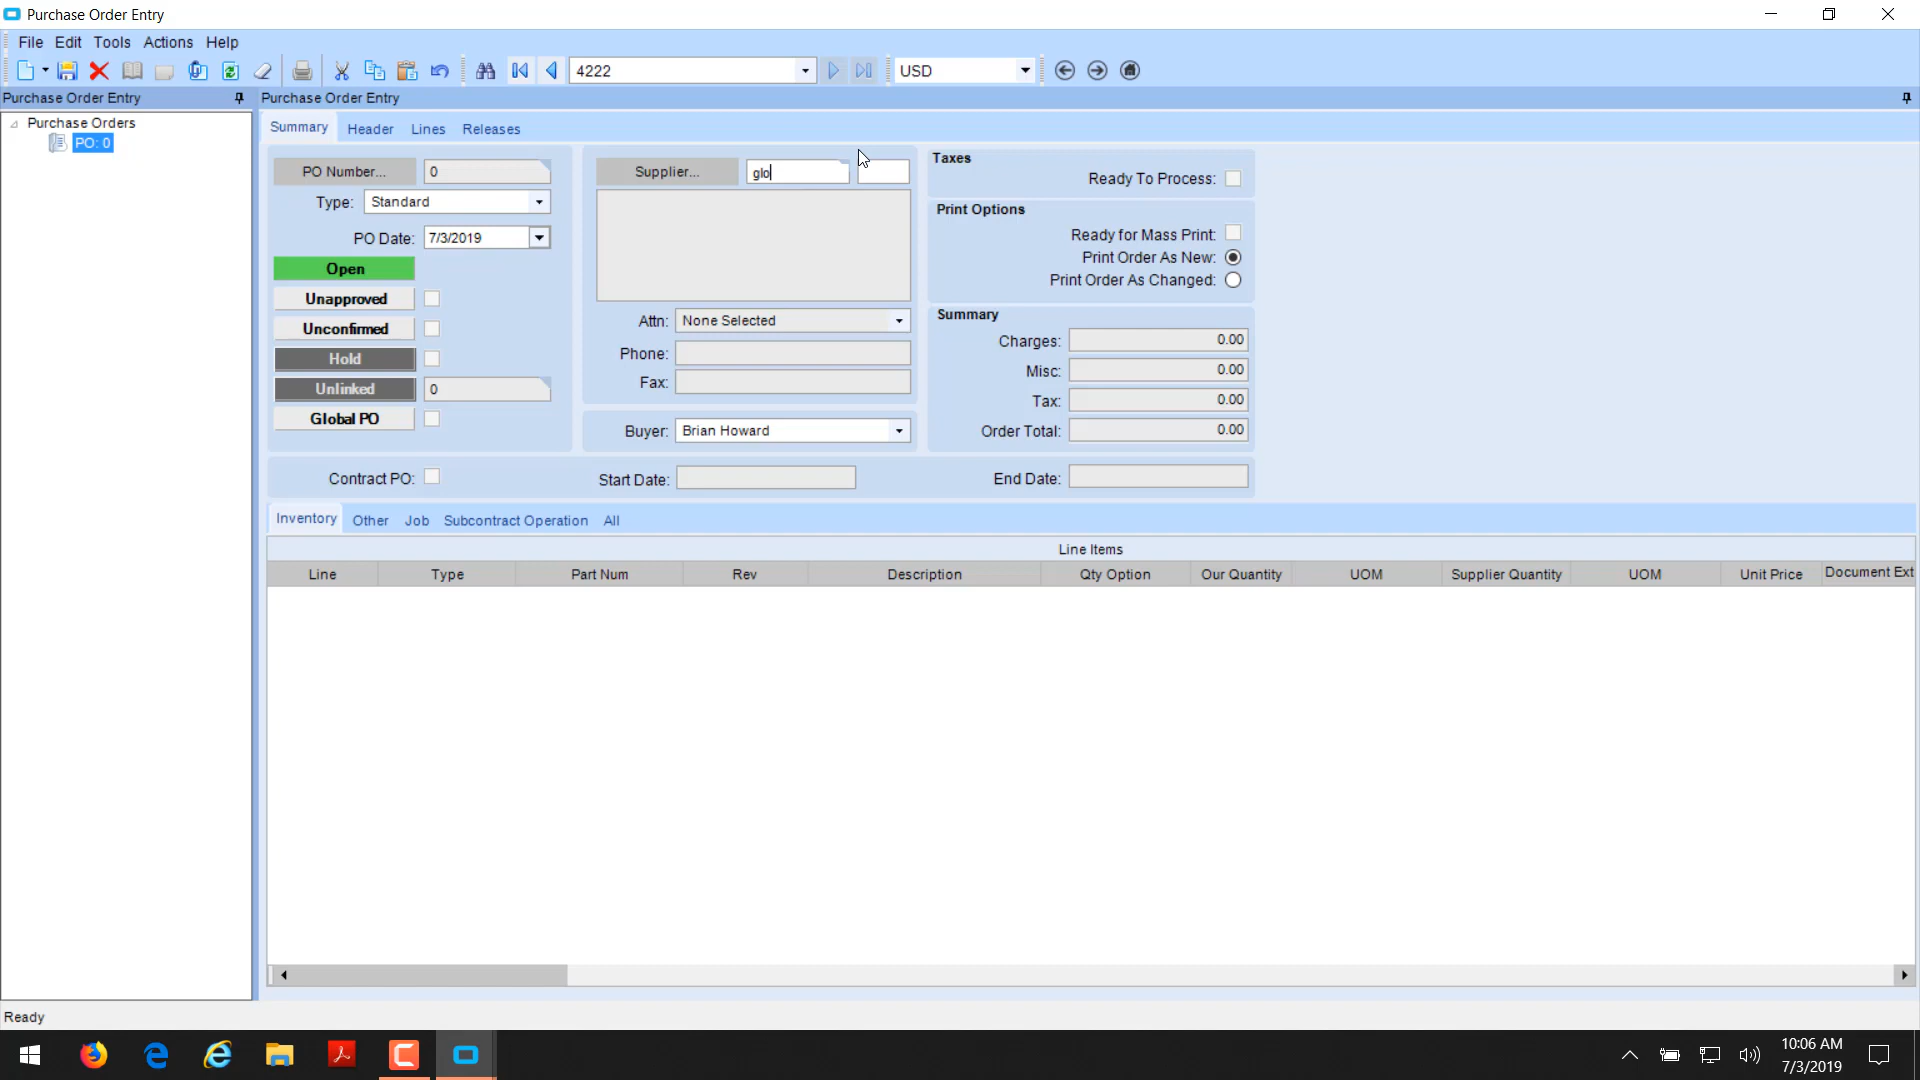 Purchase Order Entry
File Edit Tools Actions Help
4222 USD
Purchase Order Entry
Purchase Order Entry
Purchase Orders
PO: 0
Summary Header Lines Releases
PO Number... 0
Type: Standard
PO Date: 7/3/2019
Open
Unapproved
Unconfirmed
Hold
Unlinked 0
Global PO
Supplier... glo
Attn: None Selected
Phone:
Fax:
Buyer: Brian Howard
Taxes
Ready To Process:
Print Options
Ready for Mass Print:
Print Order As New:
Print Order As Changed:
Summary
Charges: 0.00
Misc: 0.00
Tax: 0.00
Order Total: 0.00
Contract PO: Start Date: End Date:
Inventory Other Job Subcontract Operation All
Line Items
Line Type Part Num Rev Description Qty Option Our Quantity UOM Supplier Quantity UOM Unit Price Document Ext
Ready
10:06 AM
7/3/2019